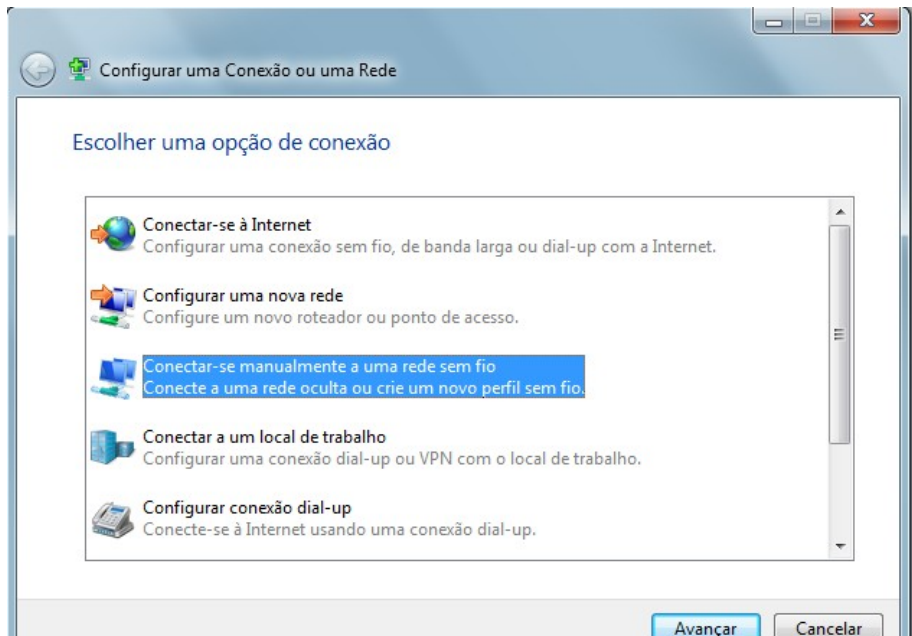 Configurar uma Conexão ou uma Rede
Escolher uma opção de conexão
Conectar-se à Internet
Configurar uma conexão sem fio, de banda larga ou dial-up com a Internet.
Configurar uma nova rede
Configure um novo roteador ou ponto de acesso.
Conectar-se manualmente a uma rede sem fio
Conecte a uma rede oculta ou crie um novo perfil sem fio.
Conectar a um local de trabalho
Configurar uma conexão dial-up ou VPN com o local de trabalho.
Configurar conexão dial-up
Conecte-se à Internet usando uma conexão dial-up.
Avançar Cancelar